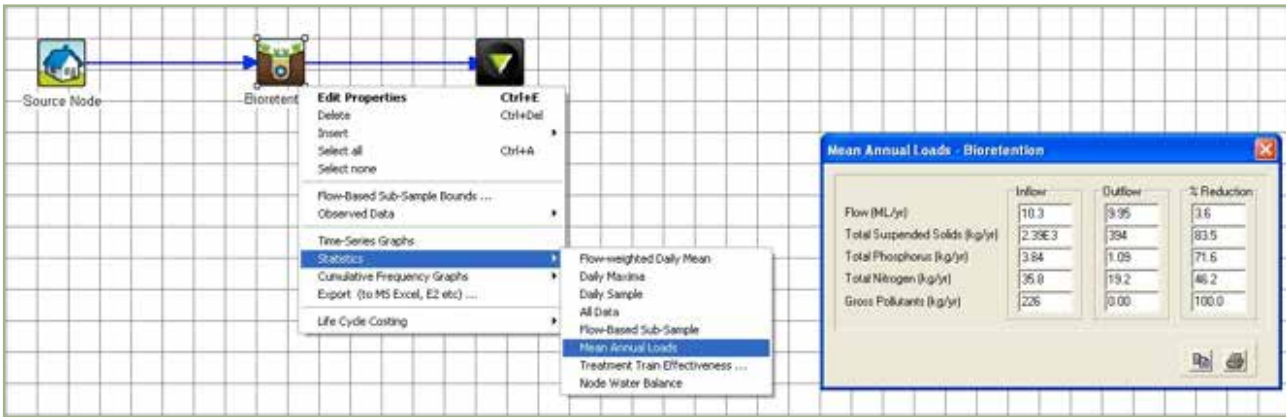 Source Node
Bioretent
Edit Properties Ctrl+E
Delete Ctrl+Del
Insert
Select all Ctrl+A
Select none
Flow-Based Sub-Sample Bounds ...
Observed Data
Time-Series Graphs
Statistics
Cumulative Frequency Graphs
Export (to MS Excel, E2 etc) ...
Life Cycle Costing
Flow-weighted Daily Mean
Daily Maxima
Daily Sample
All Data
Flow-Based Sub-Sample
Mean Annual Loads
Treatment Train Effectiveness ...
Node Water Balance
Mean Annual Loads - Bioretention
Inflow Outflow % Reduction
Flow (ML/yr) 10.3 9.95 3.6
Total Suspended Solids (kg/yr) 2.39E3 394 83.5
Total Phosphorus (kg/yr) 3.84 1.09 71.6
Total Nitrogen (kg/yr) 35.8 19.2 46.2
Gross Pollutants (kg/yr) 226 0.00 100.0